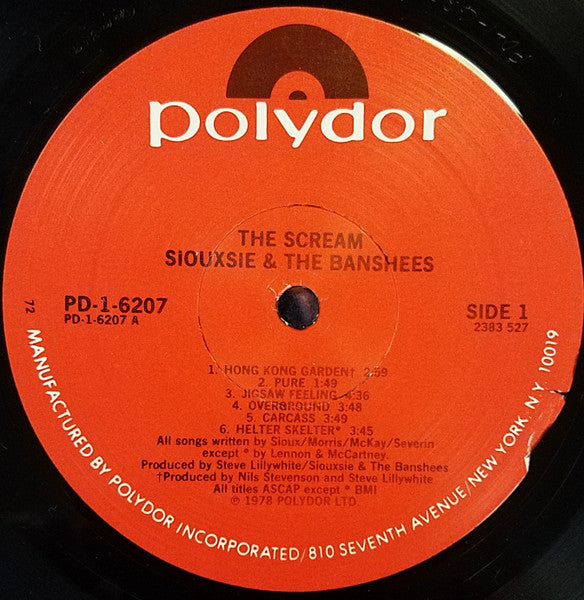 polydor
THE SCREAM
SIOUXSIE & THE BANSHEES
PD-1-6207
PD-1-6207 A
72
SIDE 1
2383 527
1. HONG KONG GARDEN† 2:59
2. PURE 1:49
3. JIGSAW FEELING 4:36
4. OVERGROUND 3:48
5. CARCASS 3:49
6. HELTER SKELTER* 3:45
All songs written by Sioux/Morris/McKay/Severin
except * by Lennon & McCartney.
Produced by Steve Lillywhite/Siouxsie & The Banshees
†Produced by Nils Stevenson and Steve Lillywhite
All titles ASCAP except * BMI
℗ 1978 POLYDOR LTD.
MANUFACTURED BY POLYDOR INCORPORATED/810 SEVENTH AVENUE/NEW YORK, NY 10019